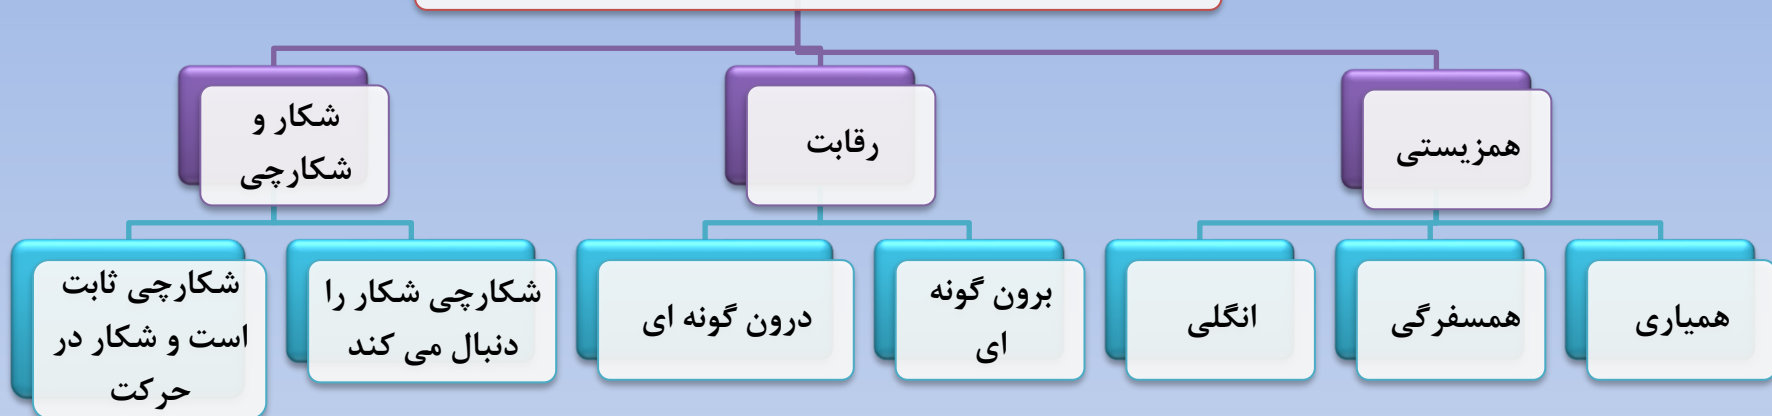 همزیستی
رقابت
شکار و
شکارچی
همیاری
همسفرگی
انگلی
برون گونه
ای
درون گونه ای
شکارچی شکار را
دنبال می کند
شکارچی ثابت
است و شکار در
حرکت